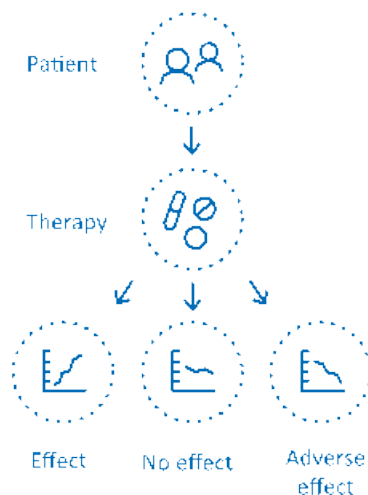 Patient
Therapy
Effect
No effect
Adverse
effect